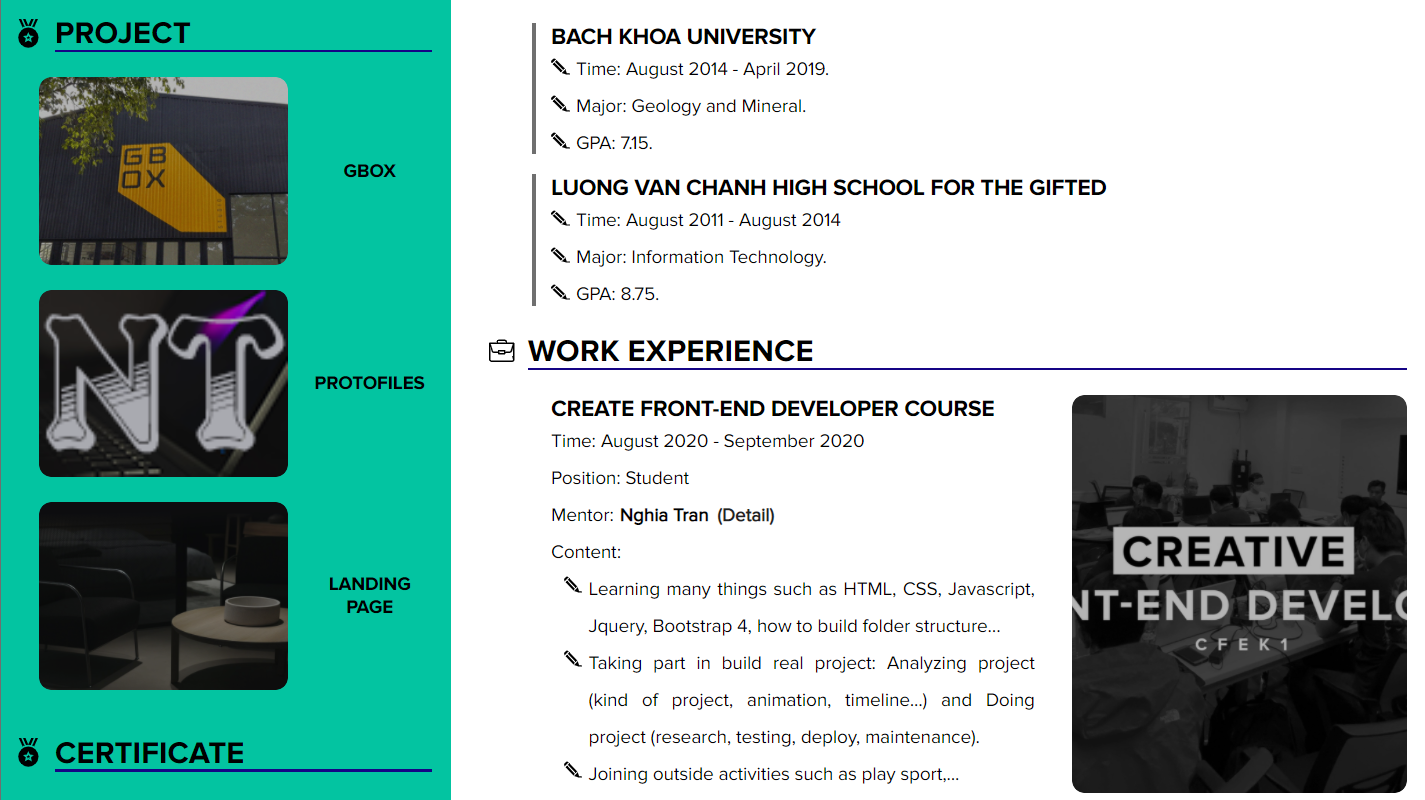 PROJECT
GB
OX
GBOX
NT
PROTOFILES
LANDING
PAGE
CERTIFICATE
BACH KHOA UNIVERSITY
Time: August 2014 - April 2019.
Major: Geology and Mineral.
GPA: 7.15.
LUONG VAN CHANH HIGH SCHOOL FOR THE GIFTED
Time: August 2011 - August 2014
Major: Information Technology.
GPA: 8.75.
WORK EXPERIENCE
CREATE FRONT-END DEVELOPER COURSE
Time: August 2020 - September 2020
Position: Student
Mentor: Nghia Tran (Detail)
Content:
Learning many things such as HTML, CSS, Javascript,
Jquery, Bootstrap 4, how to build folder structure...
Taking part in build real project: Analyzing project
(kind of project, animation, timeline...) and Doing
project (research, testing, deploy, maintenance).
Joining outside activities such as play sport,...
CREATIVE
NT-END DEVELO
CFEK1